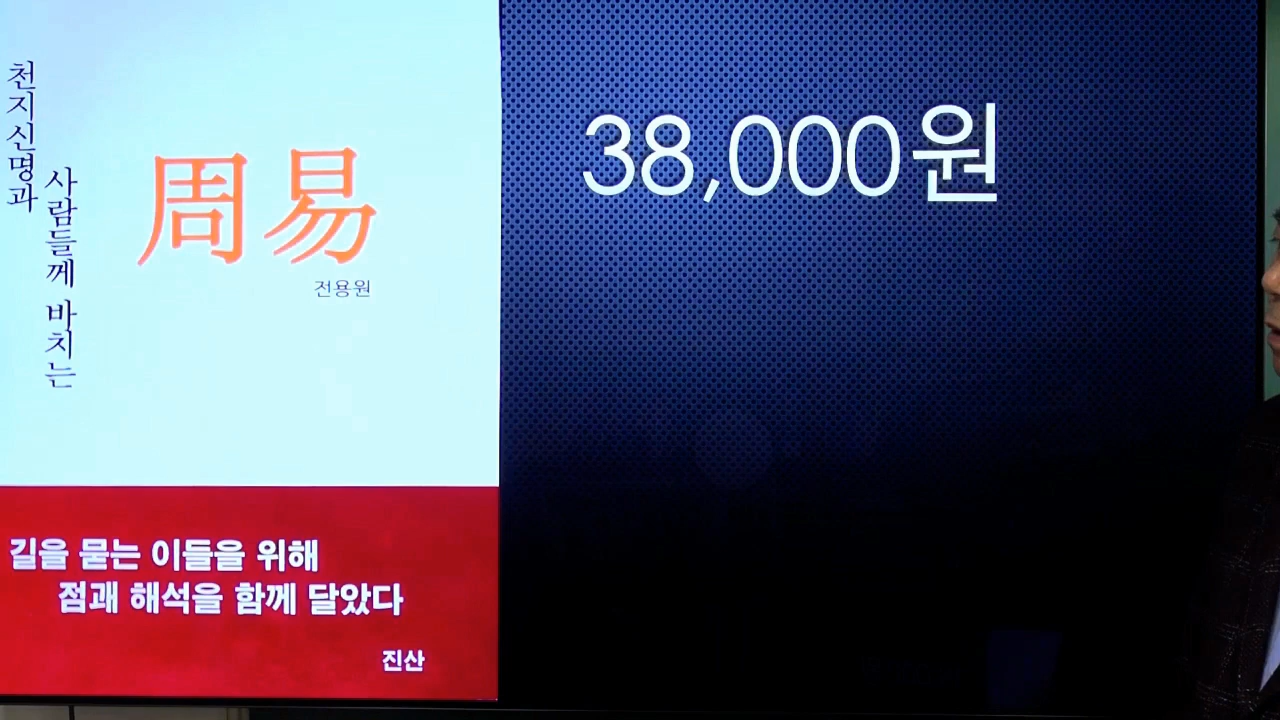 천지신명과
사람들께 바치는
周易
전용원
길을 묻는 이들을 위해
점괘 해석을 함께 달았다
진산
38,000원